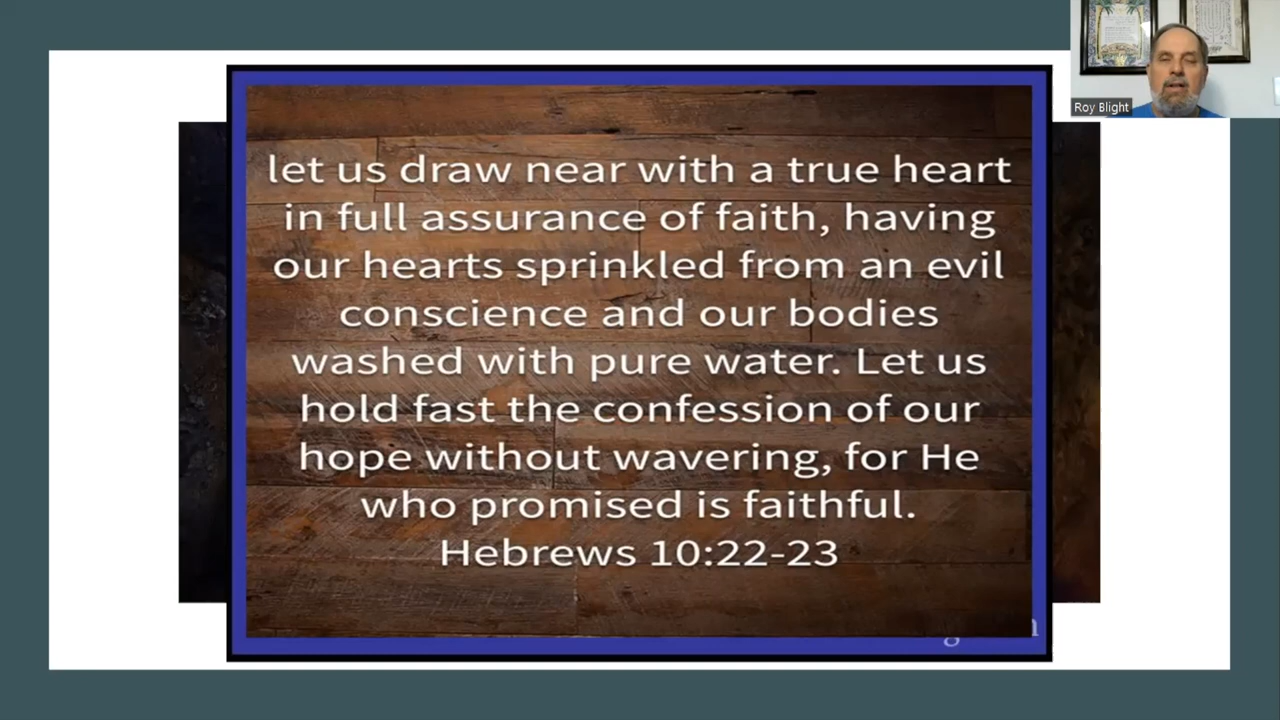 let us draw near with a true heart
in full assurance of faith, having
our hearts sprinkled from an evil
conscience and our bodies
washed with pure water. Let us
hold fast the confession of our
hope without wavering, for He
who promised is faithful.
Hebrews 10:22-23
Roy Blight